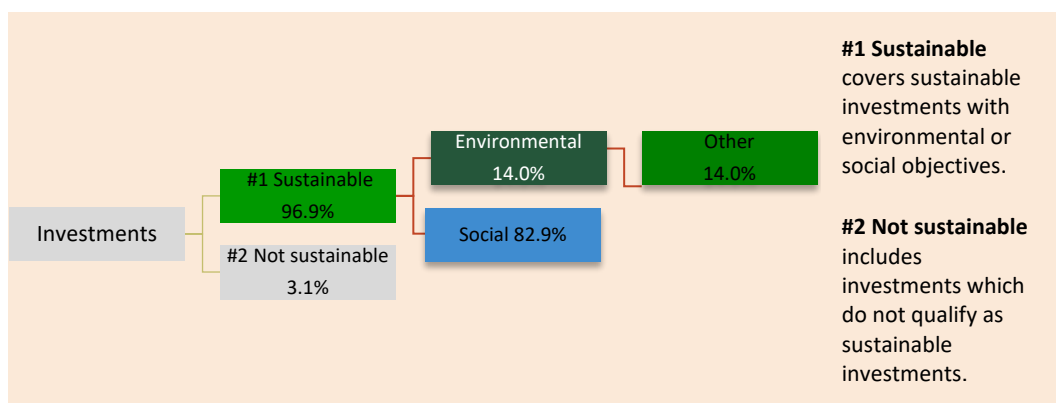 Investments
#1 Sustainable
96.9%
#2 Not sustainable
3.1%
Environmental
14.0%
Social 82.9%
Other
14.0%
#1 Sustainable
covers sustainable
investments with
environmental or
social objectives.
#2 Not sustainable
includes
investments which
do not qualify as
sustainable
investments.